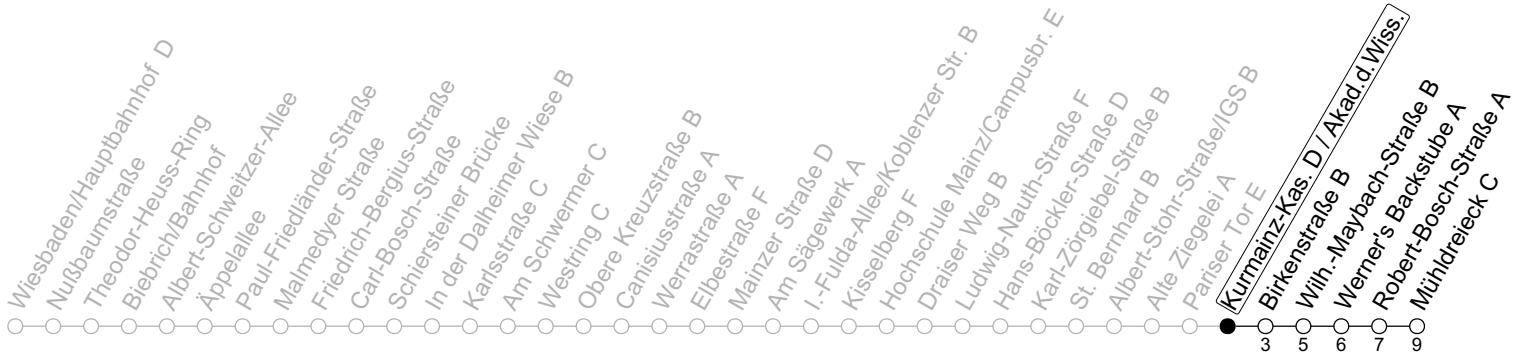 Wiesbaden/Hauptbahnhof D
Nußbaumstraße
Theodor-Heuss-Ring
Biebrich/Bahnhof
Albert-Schweitzer-Allee
Äppelallee
Paul-Friedländer-Straße
Malmedyer Straße
Friedrich-Bergius-Straße
Carl-Bosch-Straße
Schiersteiner Brücke
In der Dalheimer Wiese B
Karlsstraße C
Am Schwermer C
Westring C
Obere Kreuzstraße B
Canisiusstraße A
Werrastraße A
Elbestraße F
Mainzer Straße D
Am Sägewerk A
I.-Fulda-Allee/Koblenzer Str. B
Kisselberg F
Hochschule Mainz/Campusbr. E
Draiser Weg B
Ludwig-Nauth-Straße F
Hans-Böckler-Straße D
Karl-Zörgiebel-Straße B
St. Bernhard B
Albert-Stohr-Straße/IGS B
Alte Ziegelei A
Pariser Tor E
Kurmainz-Kas. D / Akad.d.Wiss.
Birkenstraße B
Wilh.-Maybach-Straße B
Werner's Backstube A
Robert-Bosch-Straße A
Mühldreieck C
3 5 6 7 9